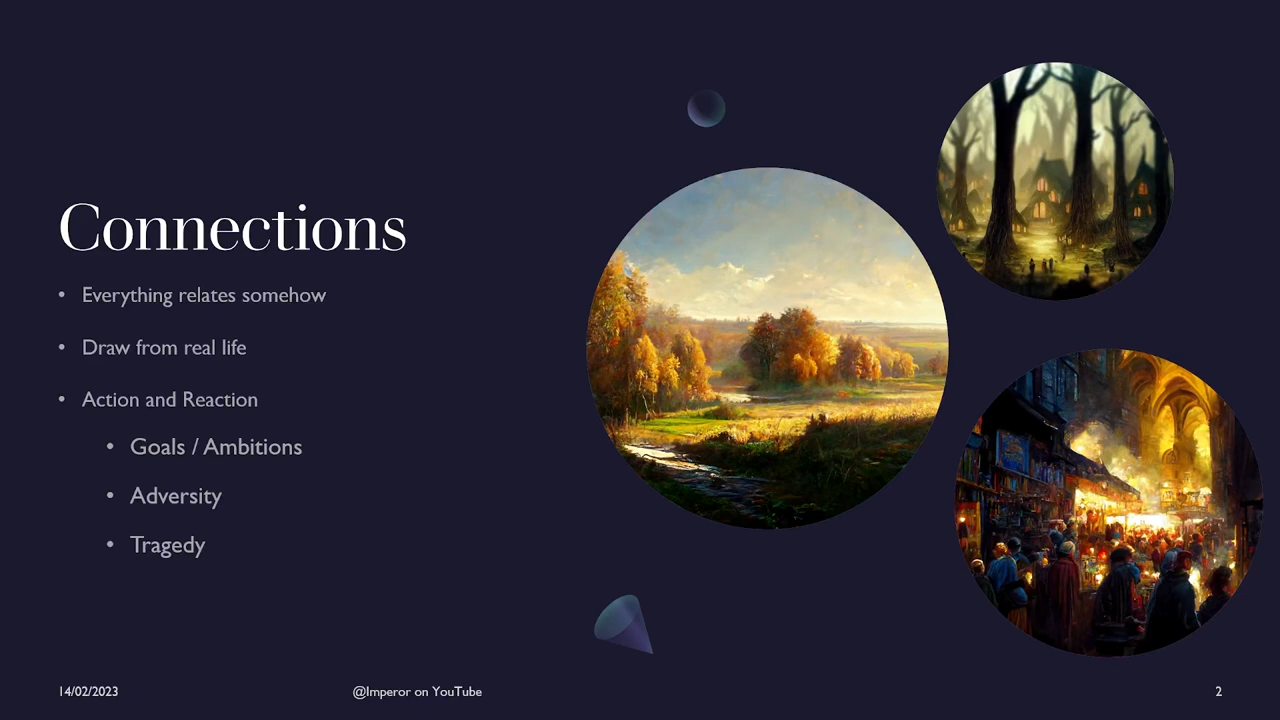 Connections
• Everything relates somehow
• Draw from real life
• Action and Reaction
• Goals / Ambitions
• Adversity
• Tragedy
14/02/2023
@Imperor on YouTube
2